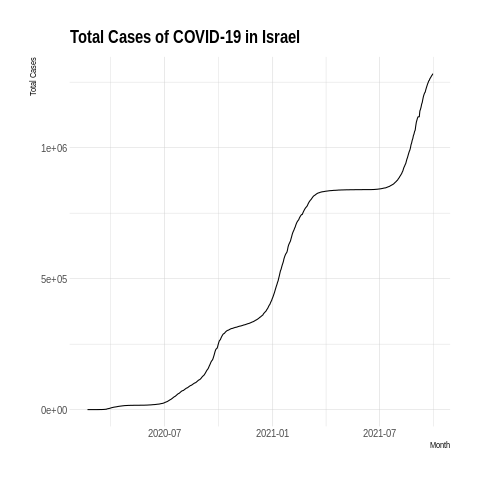 Total Cases of COVID-19 in Israel
Total Cases
1e+06
5e+05
0e+00
2020-07
2021-01
2021-07
Month